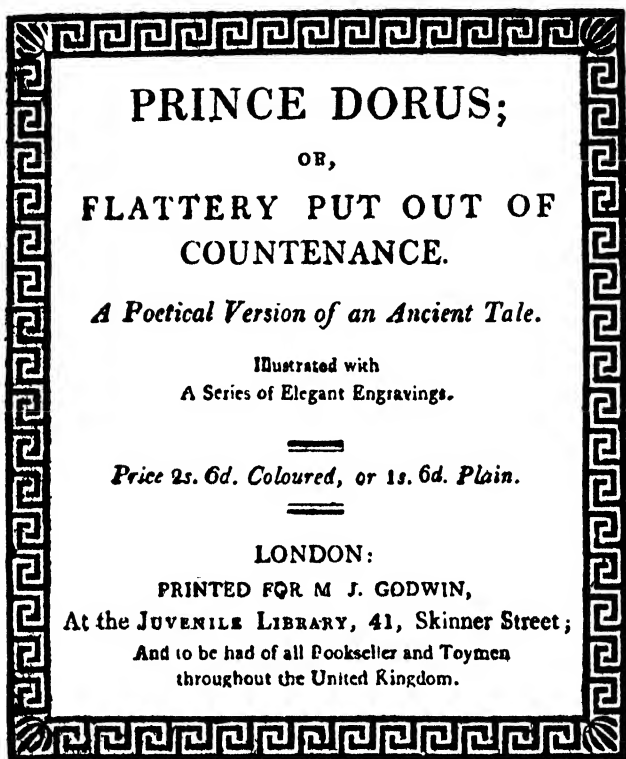 PRINCE DORUS;
OR,
FLATTERY PUT OUT OF
COUNTENANCE.
A Poetical Version of an Ancient Tale.
Illustrated with
A Series of Elegant Engravings.
Price 2s. 6d. Coloured, or 1s. 6d. Plain.
LONDON:
PRINTED FOR M J. GODWIN,
At the JUVENILE LIBRARY, 41, Skinner Street;
And to be had of all Bookseller and Toymen
throughout the United Kingdom.